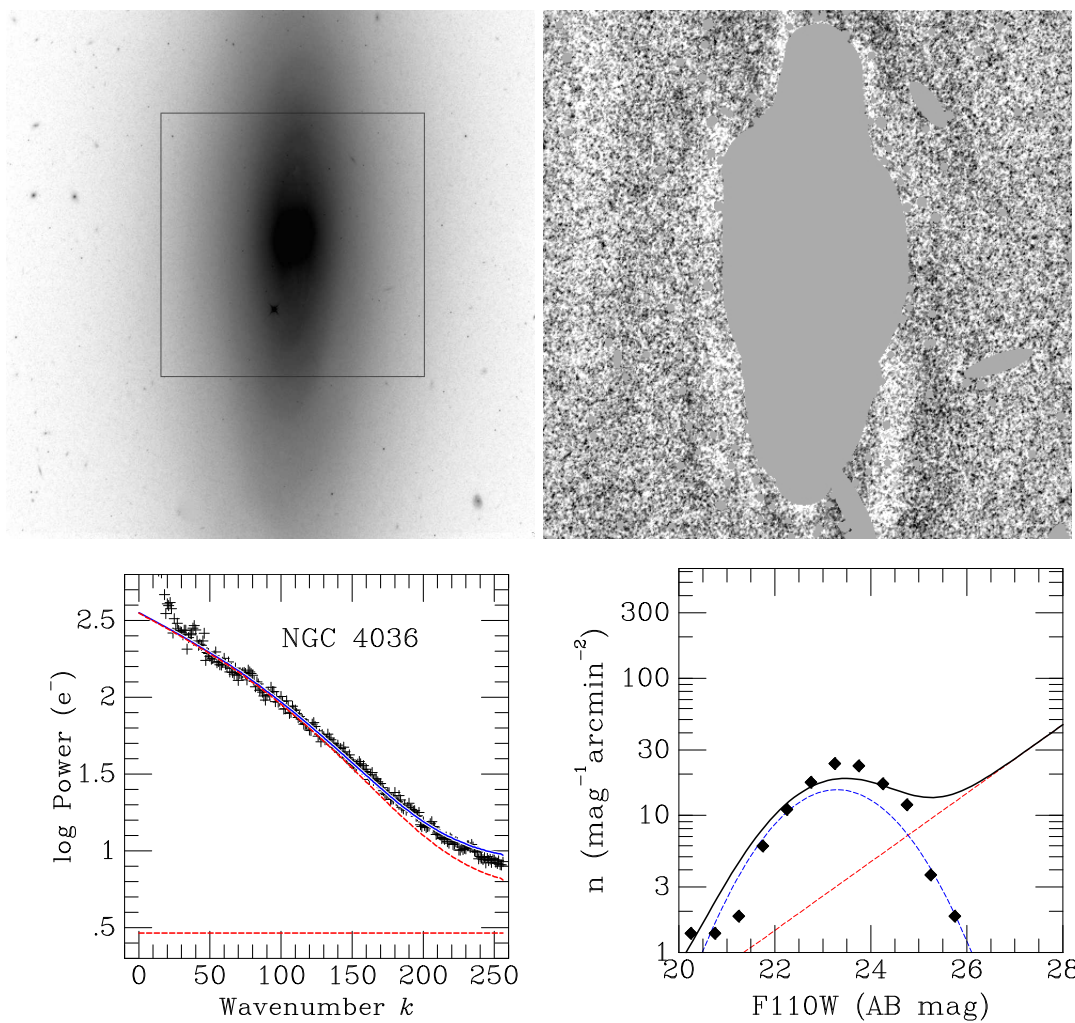 NGC 4036
log Power (e⁻)
2.5
2
1.5
1
.5
0 50 100 150 200 250
Wavenumber k
n (mag⁻¹arcmin⁻²)
300
100
30
10
3
1
20 22 24 26 28
F110W (AB mag)